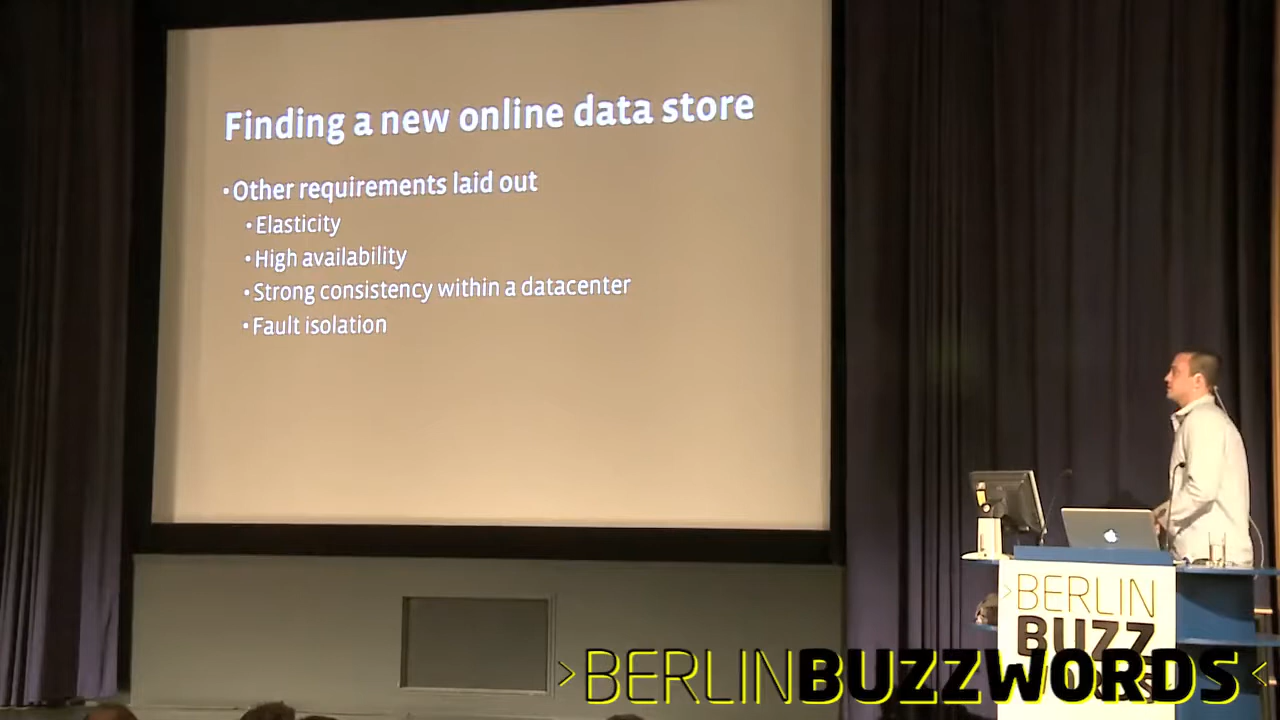 Finding a new online data store
•Other requirements laid out
•Elasticity
•High availability
•Strong consistency within a datacenter
•Fault isolation
>BERLIN
BUZZ
>BERLINBUZZWORDS<